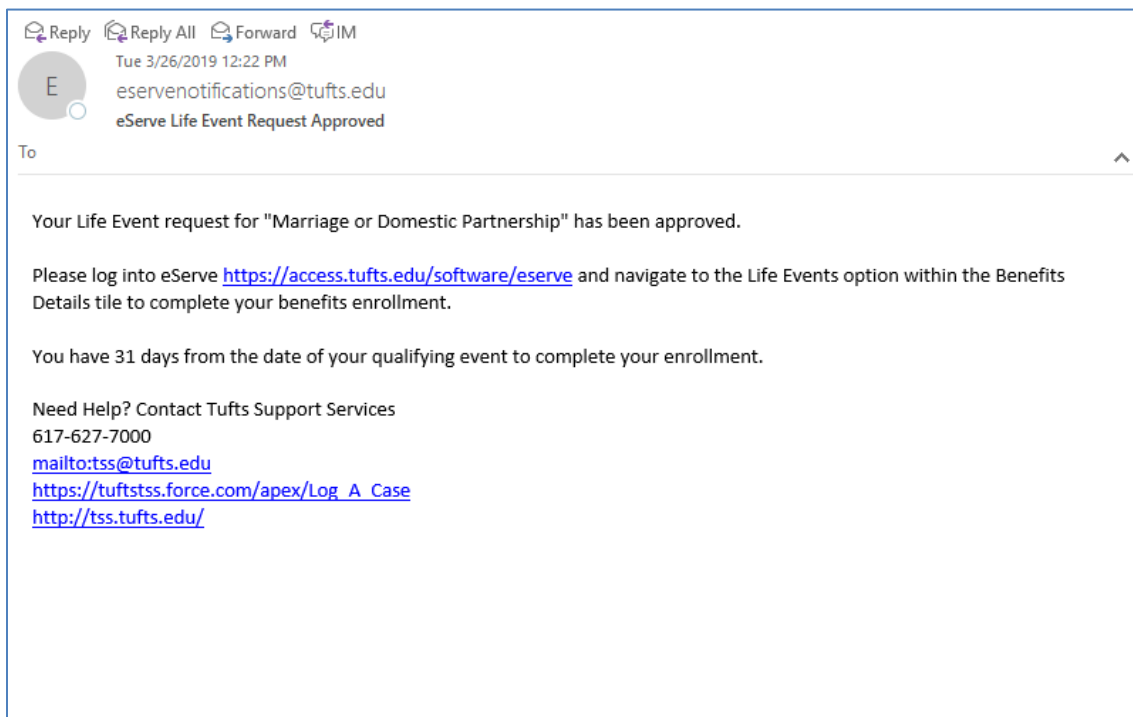 Reply Reply All Forward IM
Tue 3/26/2019 12:22 PM
E
eservenotifications@tufts.edu
eServe Life Event Request Approved
To
Your Life Event request for "Marriage or Domestic Partnership" has been approved.
Please log into eServe https://access.tufts.edu/software/eserve and navigate to the Life Events option within the Benefits
Details tile to complete your benefits enrollment.
You have 31 days from the date of your qualifying event to complete your enrollment.
Need Help? Contact Tufts Support Services
617-627-7000
mailto:tss@tufts.edu
https://tuftstss.force.com/apex/Log_A_Case
http://tss.tufts.edu/